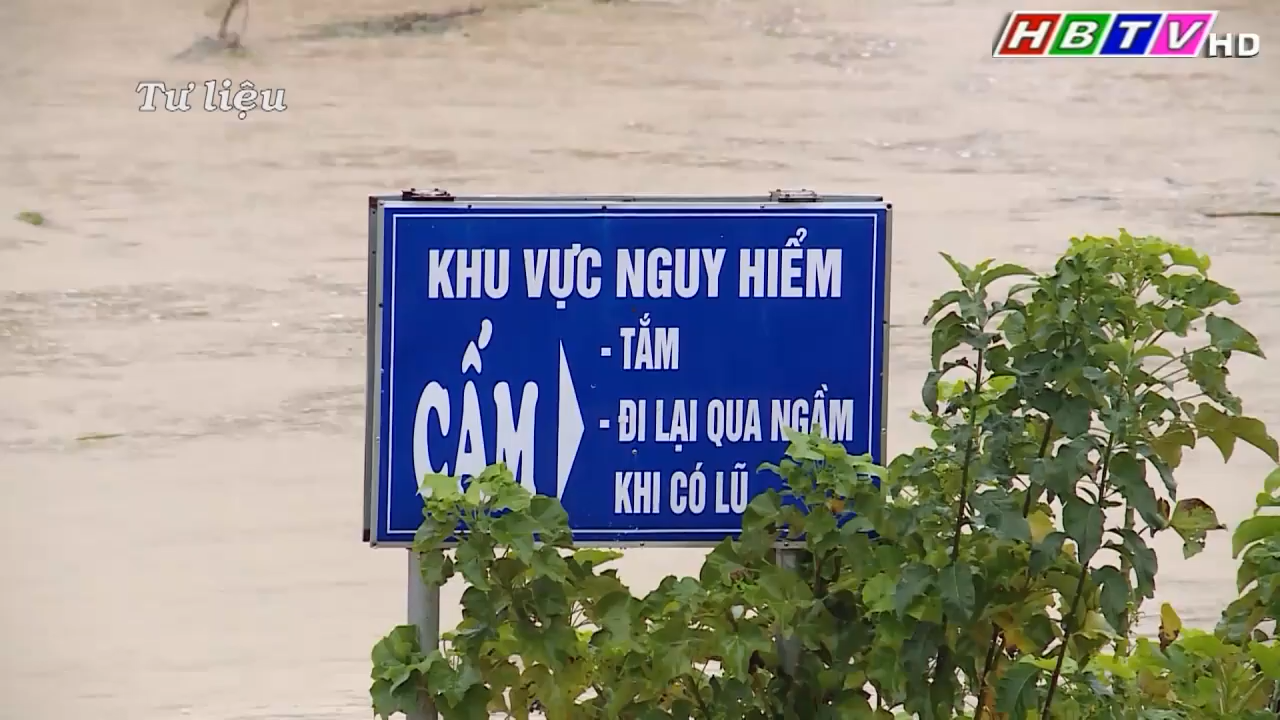 HBTV HD
Tư liệu
KHU VỰC NGUY HIỂM
CẤM
- TẮM
- ĐI LẠI QUA NGẦM
KHI CÓ LŨ